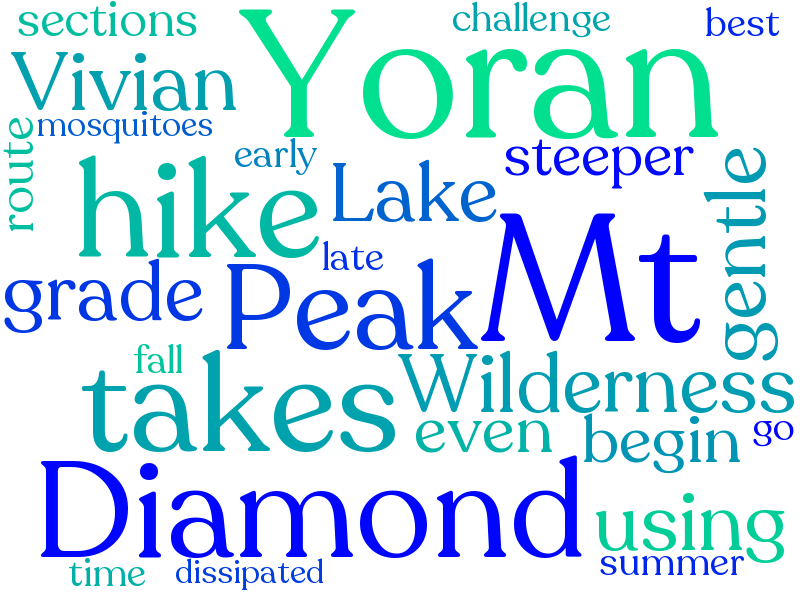 sections
challenge
best
Yoran
Vivian
mosquitoes
route
early
steeper
hike
Lake
gentle
late
Mt
grade
Peak
fall
takes
Wilderness
even
begin
go
Diamond
using
time
dissipated
summer